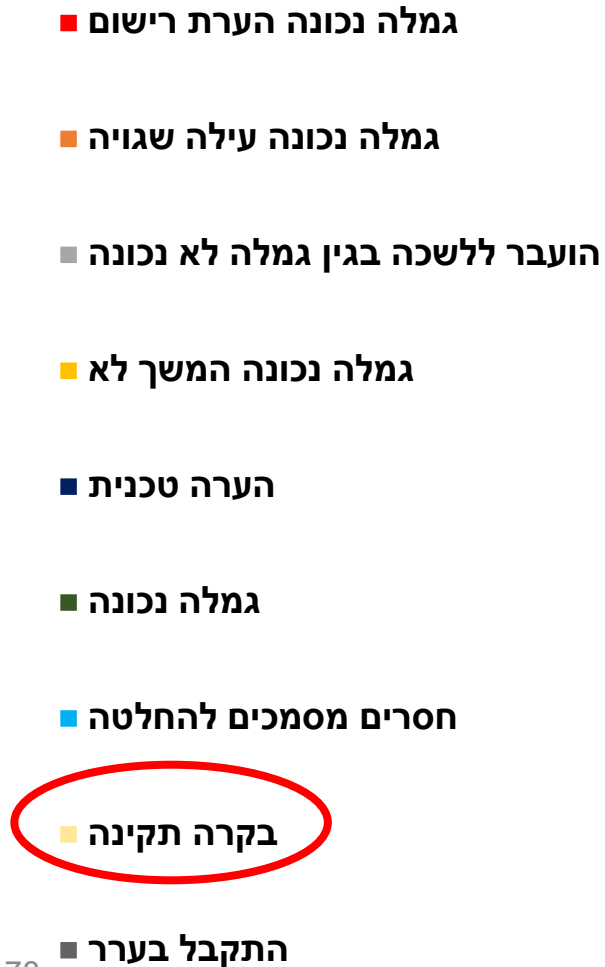 גמלה נכונה הערת רישום
גמלה נכונה עילה שגויה
הועבר ללשכה בגין גמלה לא נכונה
גמלה נכונה המשך לא
הערה טכנית
גמלה נכונה
חסרים מסמכים להחלטה
בקרה תקינה
התקבל בערר